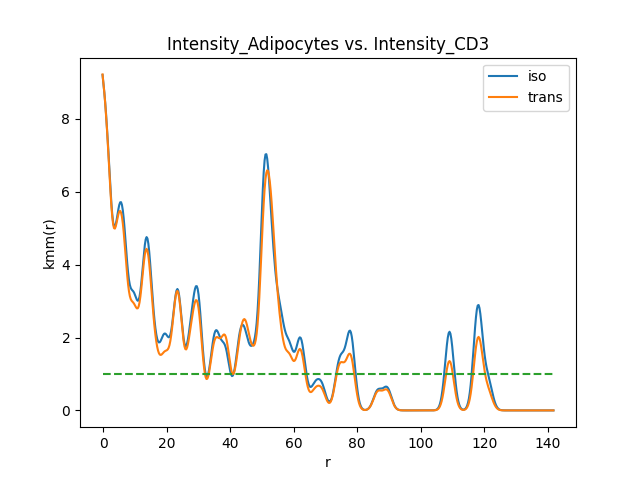 Intensity_Adipocytes vs. Intensity_CD3
iso
trans
kmm(r)
8
6
4
2
0
0 20 40 60 80 100 120 140
r